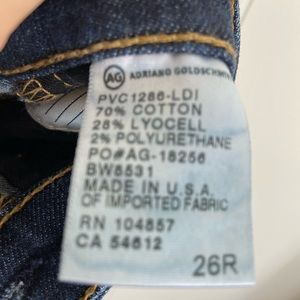 AG ADRIANO GOLDSCHMIED
PVC1286-LDI
70% COTTON
28% LYOCELL
2% POLYURETHANE
PO#AG-18256
BW8531
MADE IN U.S.A.
OF IMPORTED FABRIC
RN 104857
CA 54612
26R